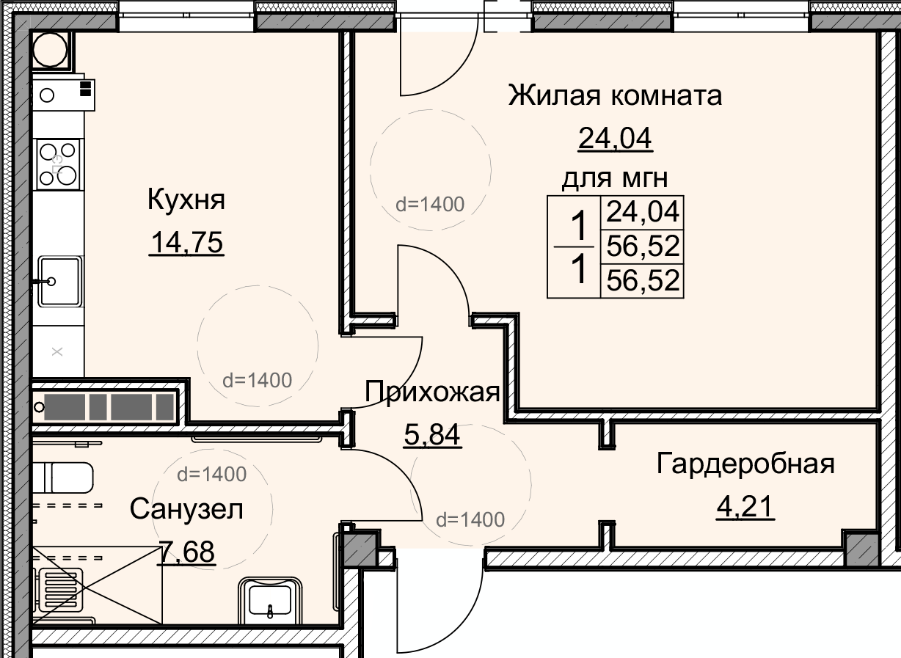 Жилая комната
24,04
для мгн
1
1
24,04
56,52
56,52
d=1400
Кухня
14,75
d=1400
X
Прихожая
5,84
d=1400
Гардеробная
4,21
d=1400
Санузел
7,68